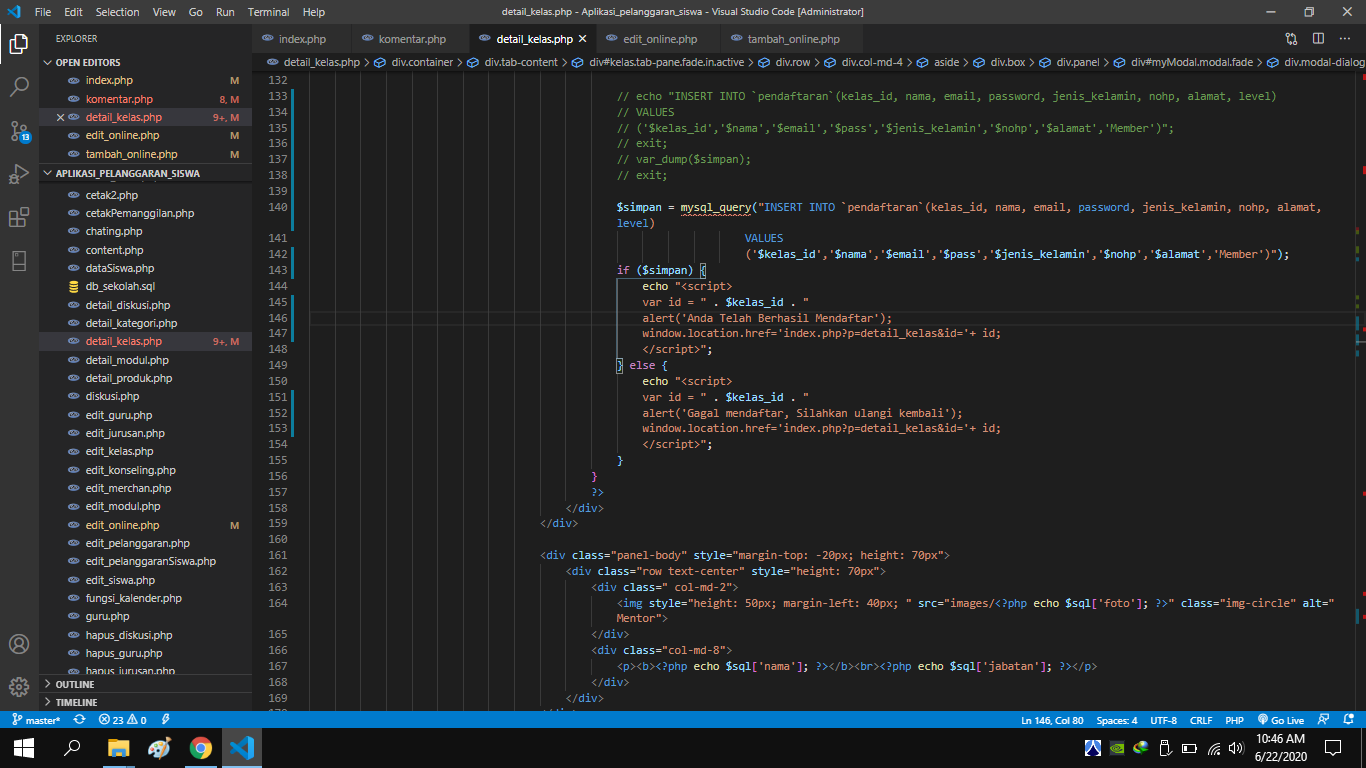 File Edit Selection View Go Run Terminal Help
detail_kelas.php - Aplikasi_pelanggaran_siswa - Visual Studio Code [Administrator]
EXPLORER
index.php
komentar.php
detail_kelas.php
edit_online.php
tambah_online.php
OPEN EDITORS
index.php M
komentar.php 8, M
detail_kelas.php 9+, M
edit_online.php M
tambah_online.php M
APLIKASI_PELANGGARAN_SISWA
cetak2.php
cetakPemanggilan.php
chating.php
content.php
dataSiswa.php
db_sekolah.sql
detail_diskusi.php
detail_kategori.php
detail_kelas.php 9+, M
detail_modul.php
detail_produk.php
diskusi.php
edit_guru.php
edit_jurusan.php
edit_kelas.php
edit_konseling.php
edit_merchan.php
edit_modul.php
edit_online.php M
edit_pelanggaran.php
edit_pelanggaranSiswa.php
edit_siswa.php
fungsi_kalender.php
guru.php
hapus_diskusi.php
hapus_guru.php
hapus_jurusan.php
OUTLINE
TIMELINE
13
detail_kelas.php > div.container > div.tab-content > div#kelas.tab-pane.fade.in.active > div.row > div.col-md-4 > aside > div.box > div.panel > div#myModal.modal.fade > div.modal-dialog
132
133 // echo "INSERT INTO `pendaftaran`(kelas_id, nama, email, password, jenis_kelamin, nohp, alamat, level)
134 // VALUES
135 // ('$kelas_id','$nama','$email','$pass','$jenis_kelamin','$nohp','$alamat','Member')";
136 // exit;
137 // var_dump($simpan);
138 // exit;
139
140 $simpan = mysql_query("INSERT INTO `pendaftaran`(kelas_id, nama, email, password, jenis_kelamin, nohp, alamat,
level)
141 VALUES
142 ('$kelas_id','$nama','$email','$pass','$jenis_kelamin','$nohp','$alamat','Member')");
143 if ($simpan) {
144 echo "<script>
145 var id = " . $kelas_id . "
146 alert('Anda Telah Berhasil Mendaftar');
147 window.location.href='index.php?p=detail_kelas&id='+ id;
148 </script>";
149 } else {
150 echo "<script>
151 var id = " . $kelas_id . "
152 alert('Gagal mendaftar, Silahkan ulangi kembali');
153 window.location.href='index.php?p=detail_kelas&id='+ id;
154 </script>";
155 }
156 }
157 ?>
158 </div>
159 </div>
160
161 <div class="panel-body" style="margin-top: -20px; height: 70px">
162 <div class="row text-center" style="height: 70px">
163 <div class=" col-md-2">
164 <img style="height: 50px; margin-left: 40px; " src="images/<?php echo $sql['foto']; ?>" class="img-circle" alt="
Mentor">
165 </div>
166 <div class="col-md-8">
167 <p><b><?php echo $sql['nama']; ?></b><br><?php echo $sql['jabatan']; ?></p>
168 </div>
169 </div>
master* 23 0
Ln 146, Col 80 Spaces: 4 UTF-8 CRLF PHP Go Live
10:46 AM
6/22/2020